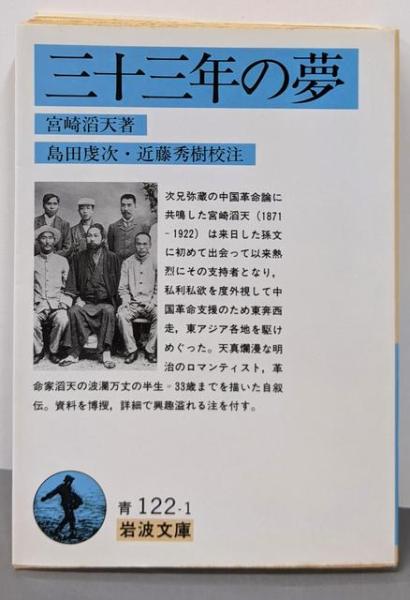 三十三年の夢
宮崎滔天著
島田虔次・近藤秀樹校注
次兄弥蔵の中国革命論に
共鳴した宮崎滔天（1871
－1922）は来日した孫文
に初めて出会って以来熱
烈にその支持者となり，
私利私欲を度外視して中
国革命支援のため東奔西
走，東アジア各地を駆け
めぐった。天真爛漫な明
治のロマンティスト，革
命家滔天の波瀾万丈の半生＝33歳までを描いた自叙
伝。資料を博捜，詳細で興趣溢れる注を付す。
青 122-1
岩波文庫